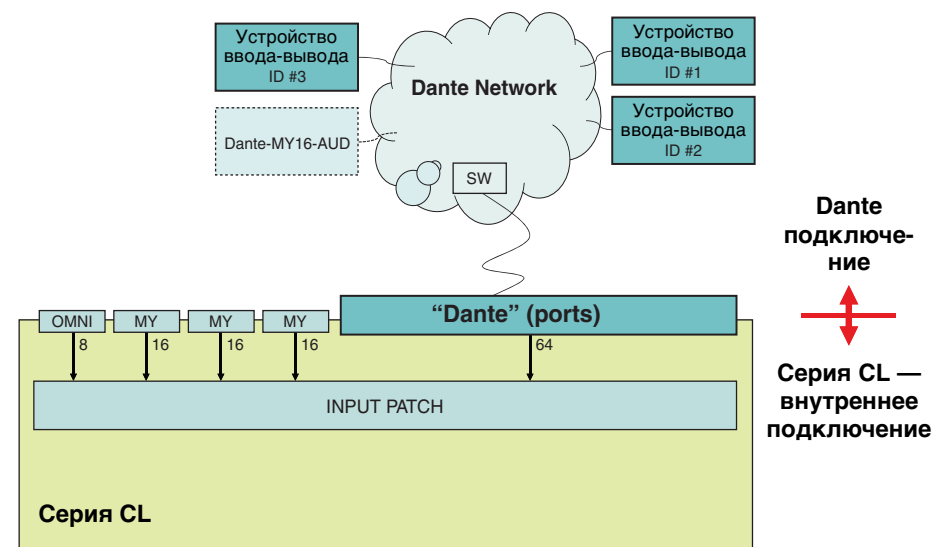 Устройство
ввода-вывода
ID #3
Dante-MY16-AUD
Dante Network
SW
Устройство
ввода-вывода
ID #1
Устройство
ввода-вывода
ID #2
Dante
подключе-
ние
Серия CL —
внутреннее
подключение
OMNI
MY
MY
MY
“Dante” (ports)
8
16
16
16
64
INPUT PATCH
Серия CL